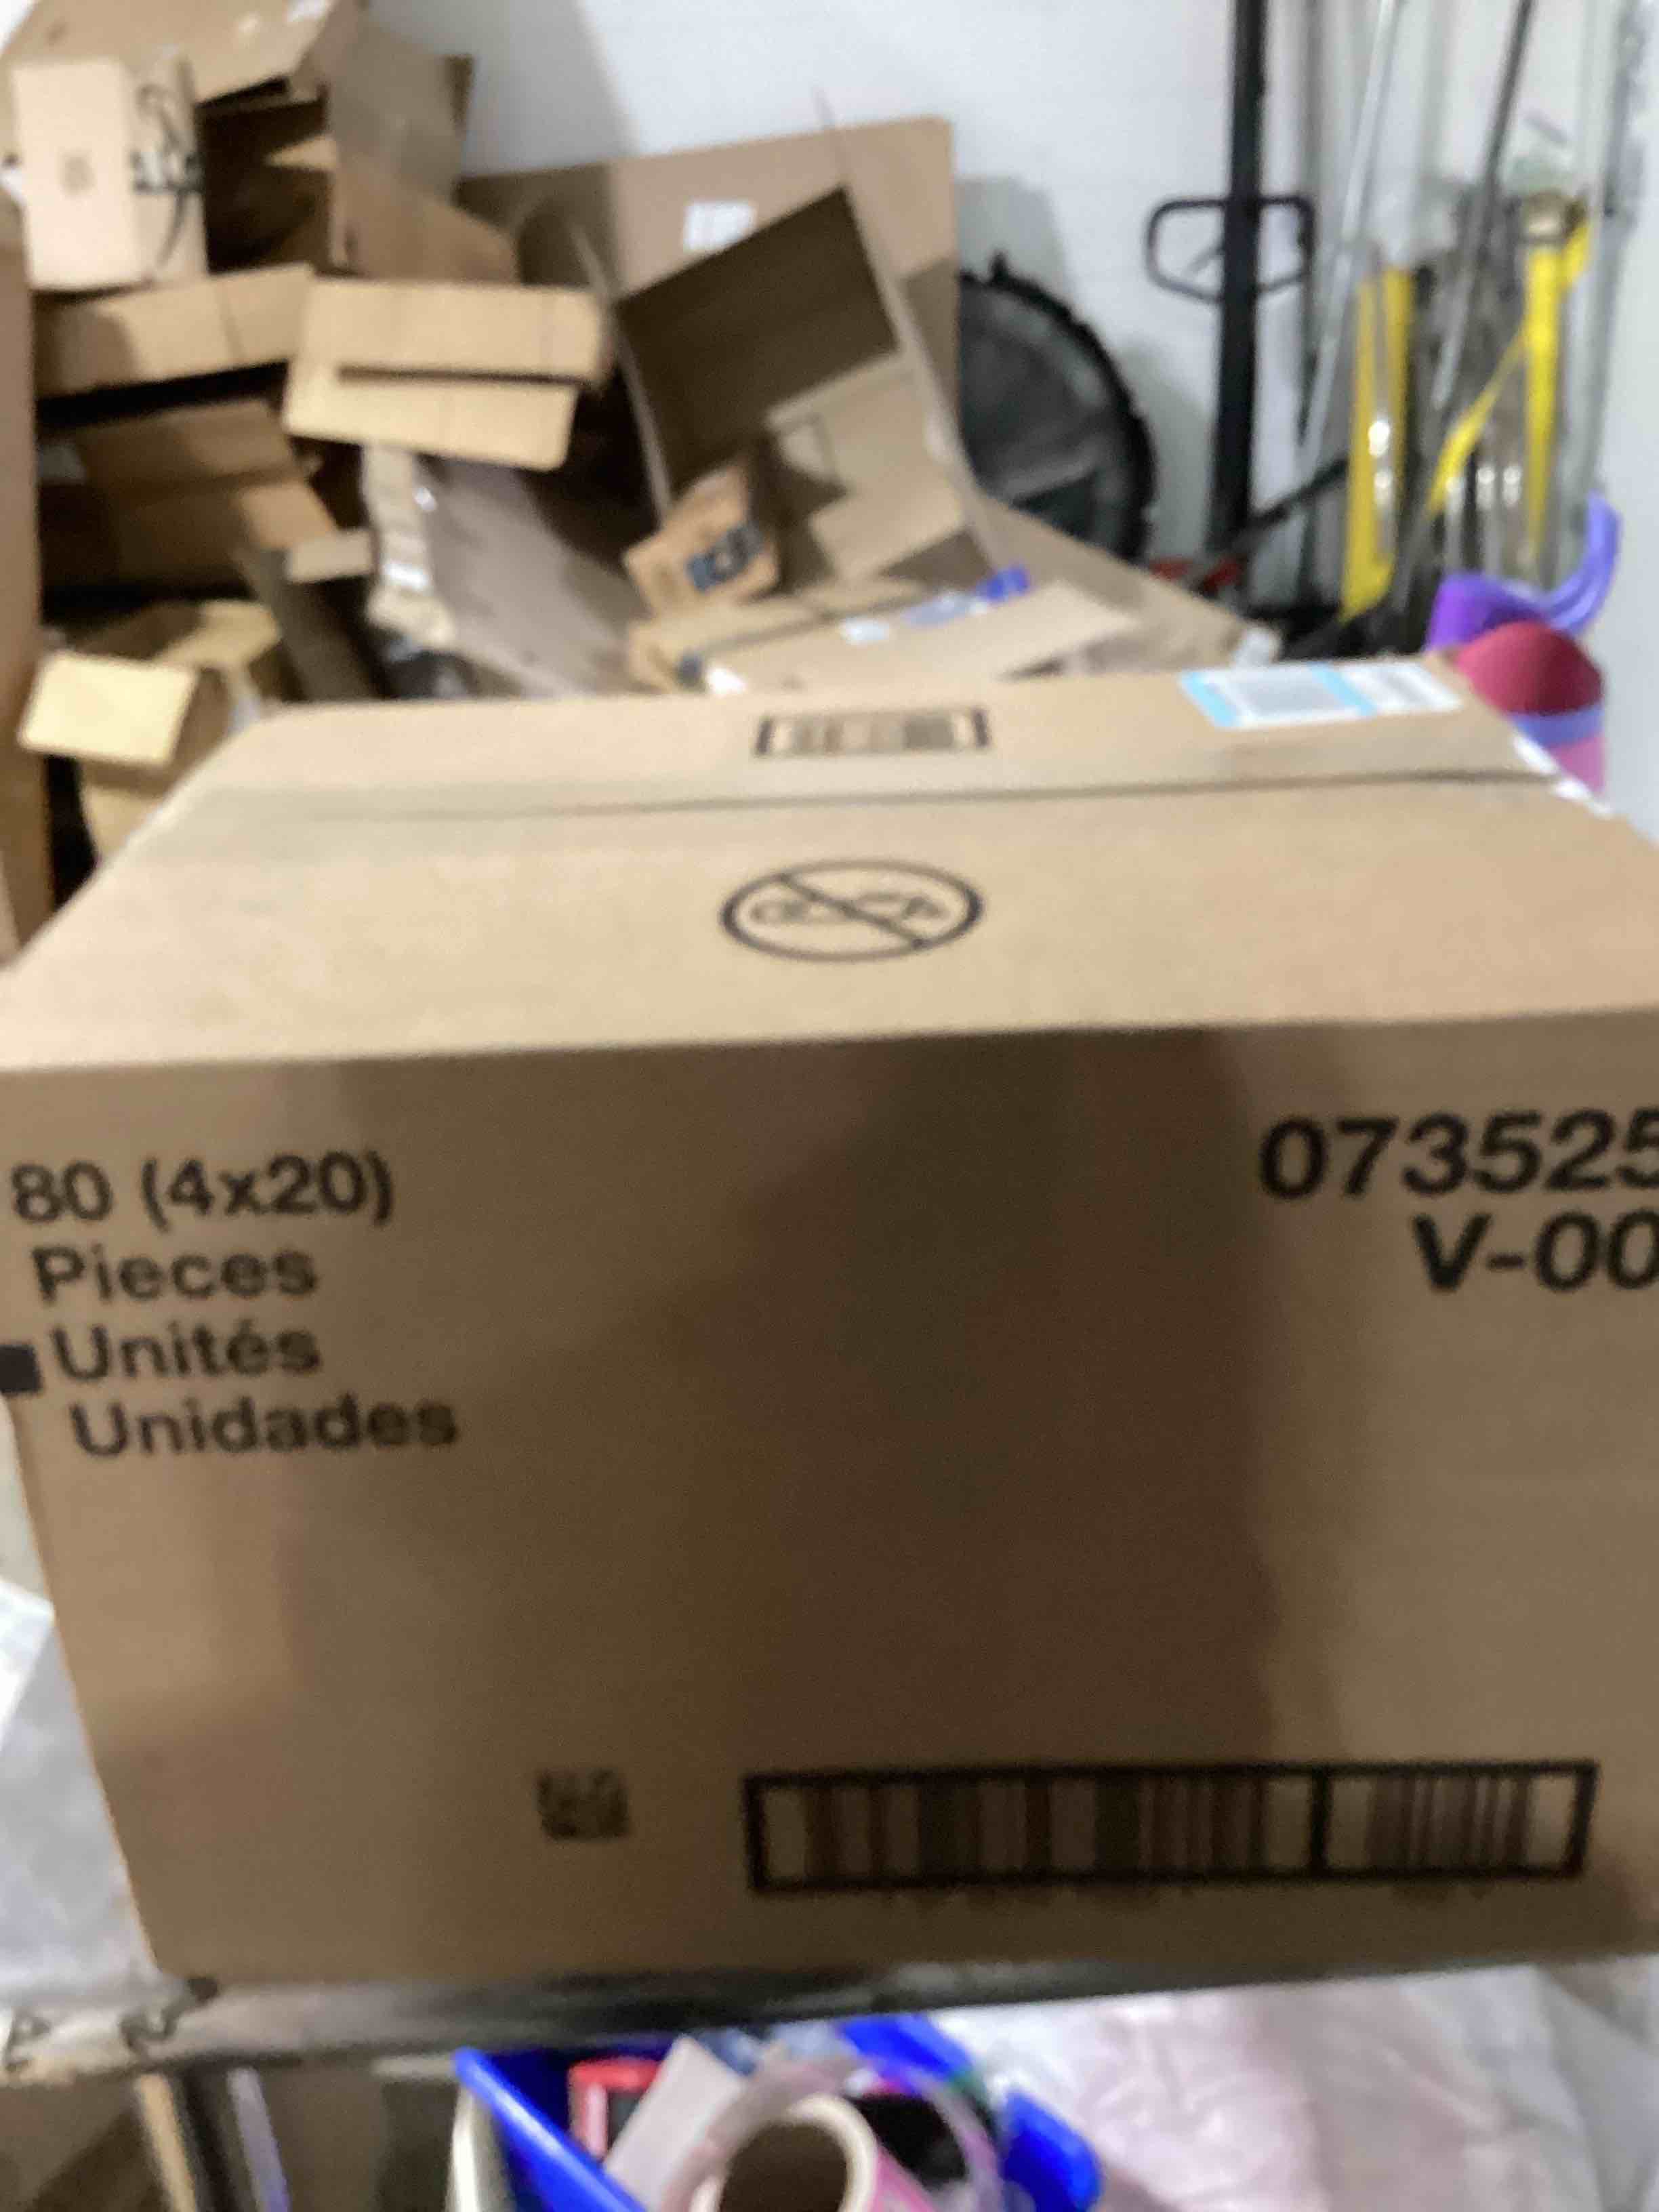 80 (4x20)
Pieces
Unités
Unidades
073525
V-00